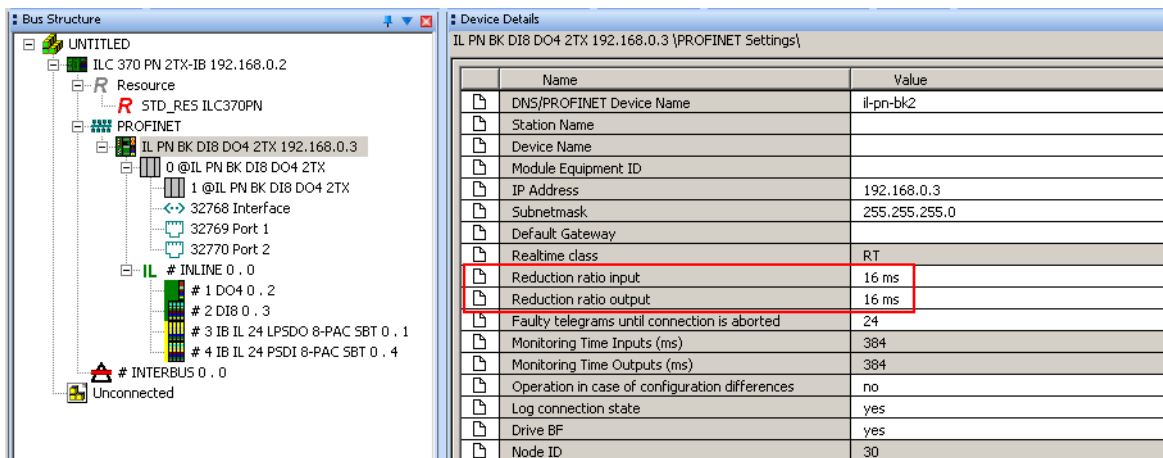 Bus Structure
UNTITLED
ILC 370 PN 2TX-IB 192.168.0.2
R Resource
R STD_RES ILC370PN
PROFINET
IL PN BK DI8 DO4 2TX 192.168.0.3
0 @IL PN BK DI8 DO4 2TX
1 @IL PN BK DI8 DO4 2TX
32768 Interface
32769 Port 1
32770 Port 2
IL # INLINE 0 . 0
# 1 DO4 0 . 2
# 2 DI8 0 . 3
# 3 IB IL 24 LPSDO 8-PAC SBT 0 . 1
# 4 IB IL 24 PSDI 8-PAC SBT 0 . 4
# INTERBUS 0 . 0
Unconnected
Device Details
IL PN BK DI8 DO4 2TX 192.168.0.3 \PROFINET Settings\
Name Value
DNS/PROFINET Device Name il-pn-bk2
Station Name
Device Name
Module Equipment ID
IP Address 192.168.0.3
Subnetmask 255.255.255.0
Default Gateway
Realtime class RT
Reduction ratio input 16 ms
Reduction ratio output 16 ms
Faulty telegrams until connection is aborted 24
Monitoring Time Inputs (ms) 384
Monitoring Time Outputs (ms) 384
Operation in case of configuration differences no
Log connection state yes
Drive BF yes
Node ID 30